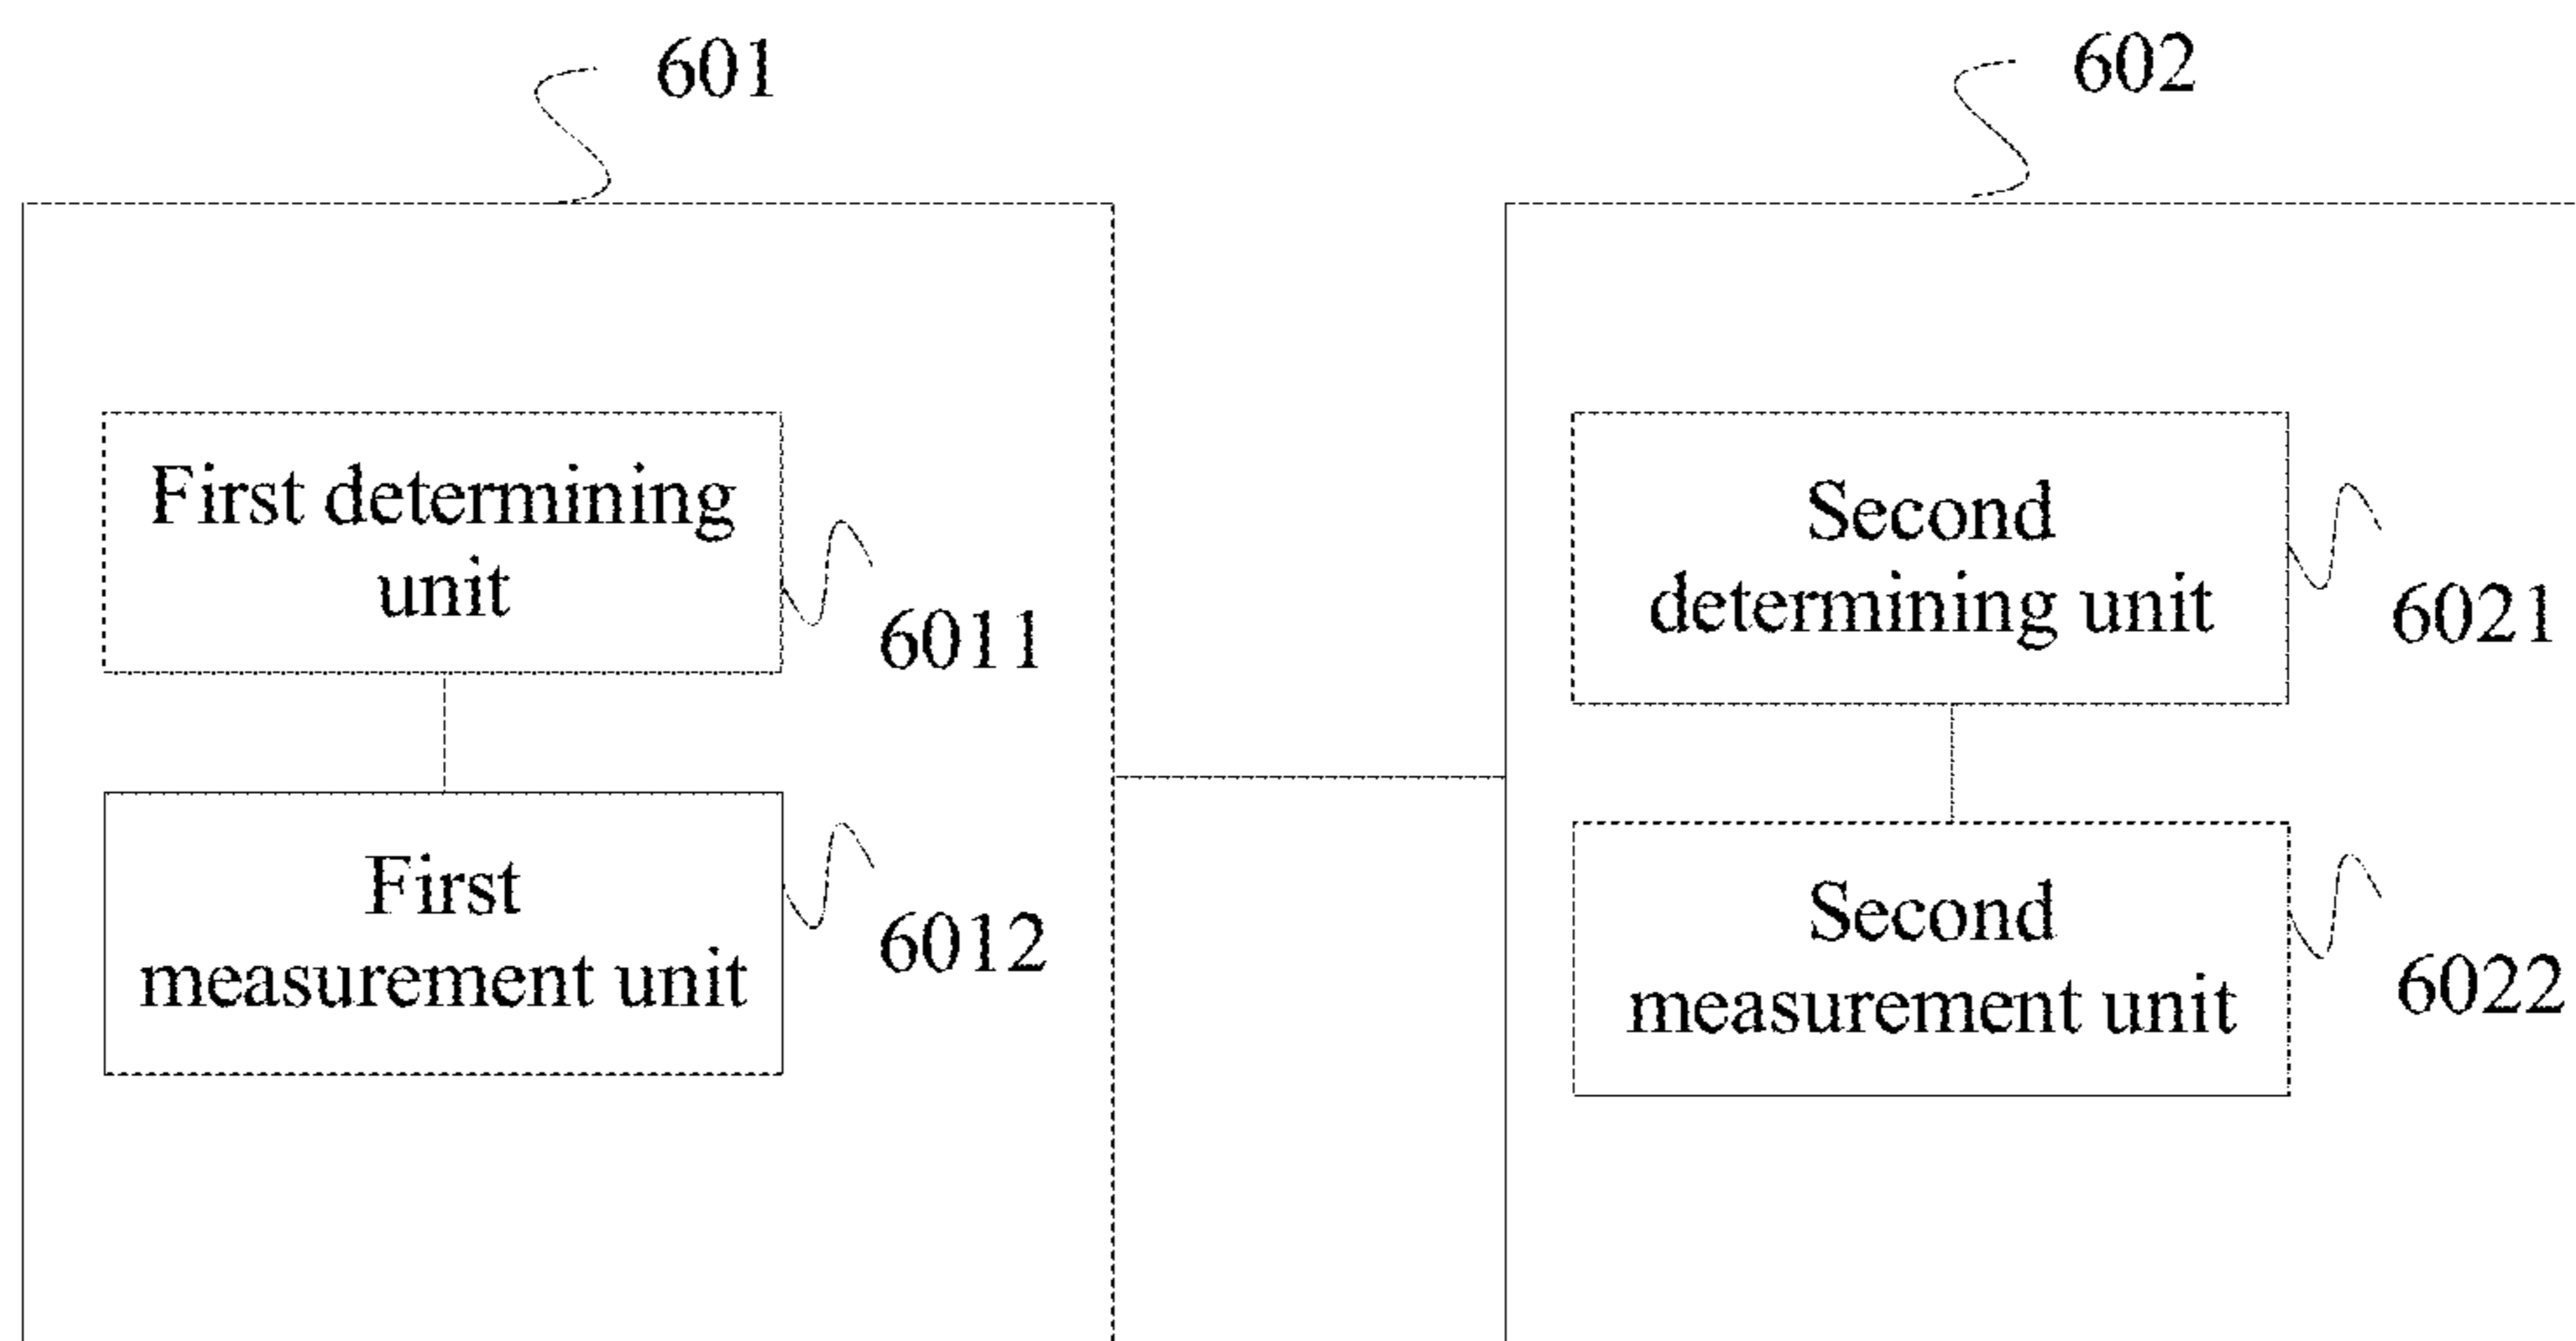 601
602
First determining
unit
6011
First
measurement unit
6012
Second
determining unit
6021
Second
measurement unit
6022